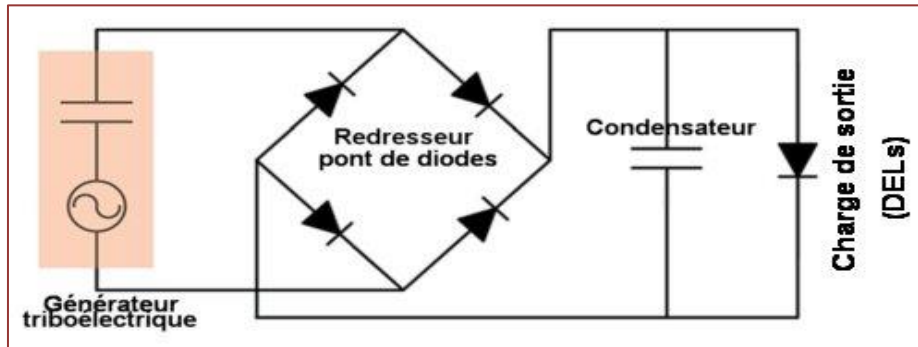 Redresseur
pont de diodes
Condensateur
Charge de sortie
(DELs)
Générateur
triboélectrique